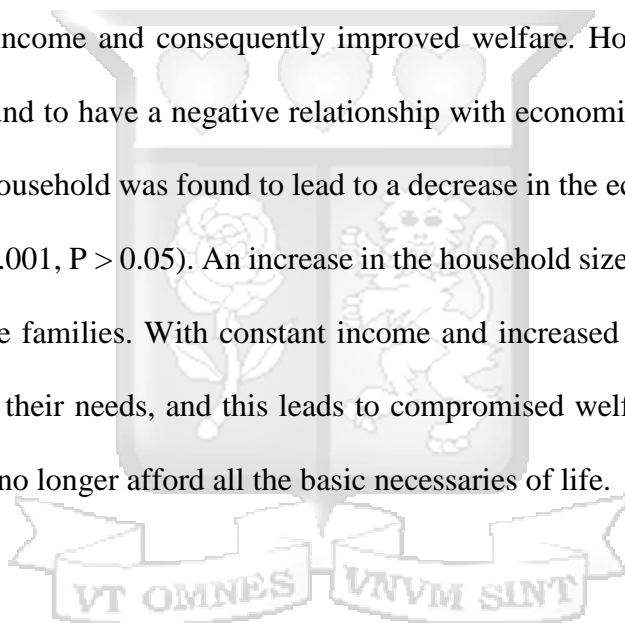 income and consequently improved welfare. Ho
und to have a negative relationship with economi
ousehold was found to lead to a decrease in the ec
.001, P > 0.05). An increase in the household size
e families. With constant income and increased
their needs, and this leads to compromised welf
no longer afford all the basic necessaries of life.
VT OMNES VNVM SINT